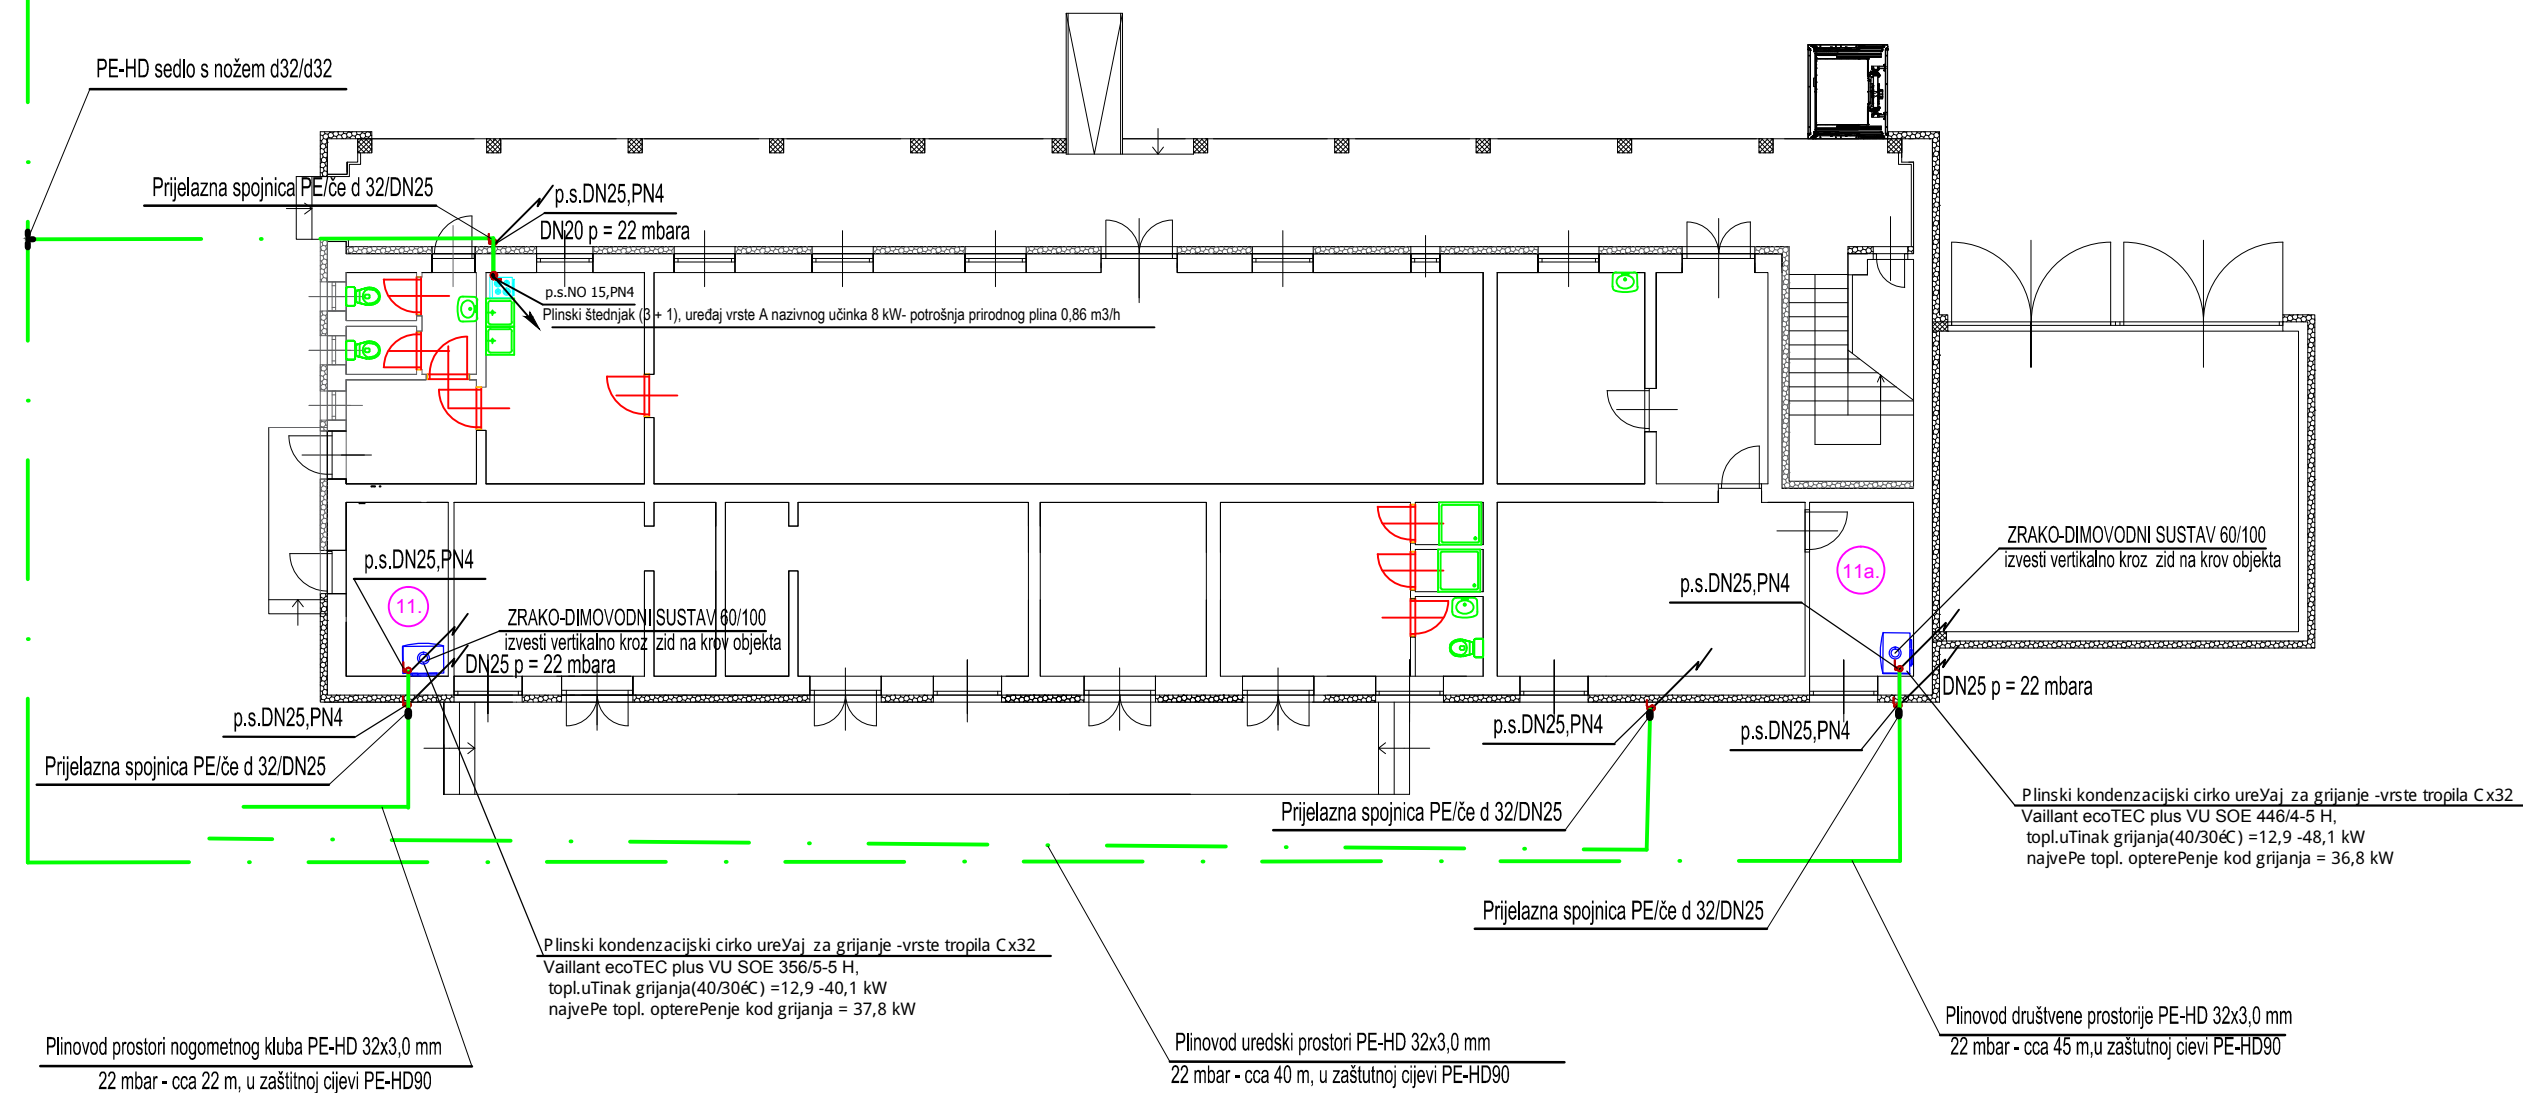 PE-HD sedlo s nožem d32/d32
Prijelazna spojnica PE/če d 32/DN25
p.s.DN25,PN4
DN20 p = 22 mbara
p.s.NO 15,PN4
Plinski štednjak (3 + 1), uređaj vrste A nazivnog učinka 8 kW- potrošnja prirodnog plina 0,86 m3/h
p.s.DN25,PN4
11.
ZRAKO-DIMOVODNI SUSTAV 60/100
izvesti vertikalno kroz zid na krov objekta
DN25 p = 22 mbara
p.s.DN25,PN4
Prijelazna spojnica PE/če d 32/DN25
11a.
ZRAKO-DIMOVODNI SUSTAV 60/100
izvesti vertikalno kroz zid na krov objekta
p.s.DN25,PN4
DN25 p = 22 mbara
p.s.DN25,PN4
p.s.DN25,PN4
Prijelazna spojnica PE/če d 32/DN25
Plinski kondenzacijski cirko ureУaj za grijanje -vrste tropila Cx32
Vaillant ecoTEC plus VU SOE 446/4-5 H,
topl.uTinak grijanja(40/30éC) =12,9 -48,1 kW
najvePe topl. opterePenje kod grijanja = 36,8 kW
Prijelazna spojnica PE/če d 32/DN25
Plinski kondenzacijski cirko ureУaj za grijanje -vrste tropila Cx32
Vaillant ecoTEC plus VU SOE 356/5-5 H,
topl.uTinak grijanja(40/30éC) =12,9 -40,1 kW
najvePe topl. opterePenje kod grijanja = 37,8 kW
Plinovod prostori nogometnog kluba PE-HD 32x3,0 mm
22 mbar - cca 22 m, u zaštitnoj cijevi PE-HD90
Plinovod uredski prostori PE-HD 32x3,0 mm
22 mbar - cca 40 m, u zaštutnoj cijevi PE-HD90
Plinovod društvene prostorije PE-HD 32x3,0 mm
22 mbar - cca 45 m,u zaštutnoj cievi PE-HD90